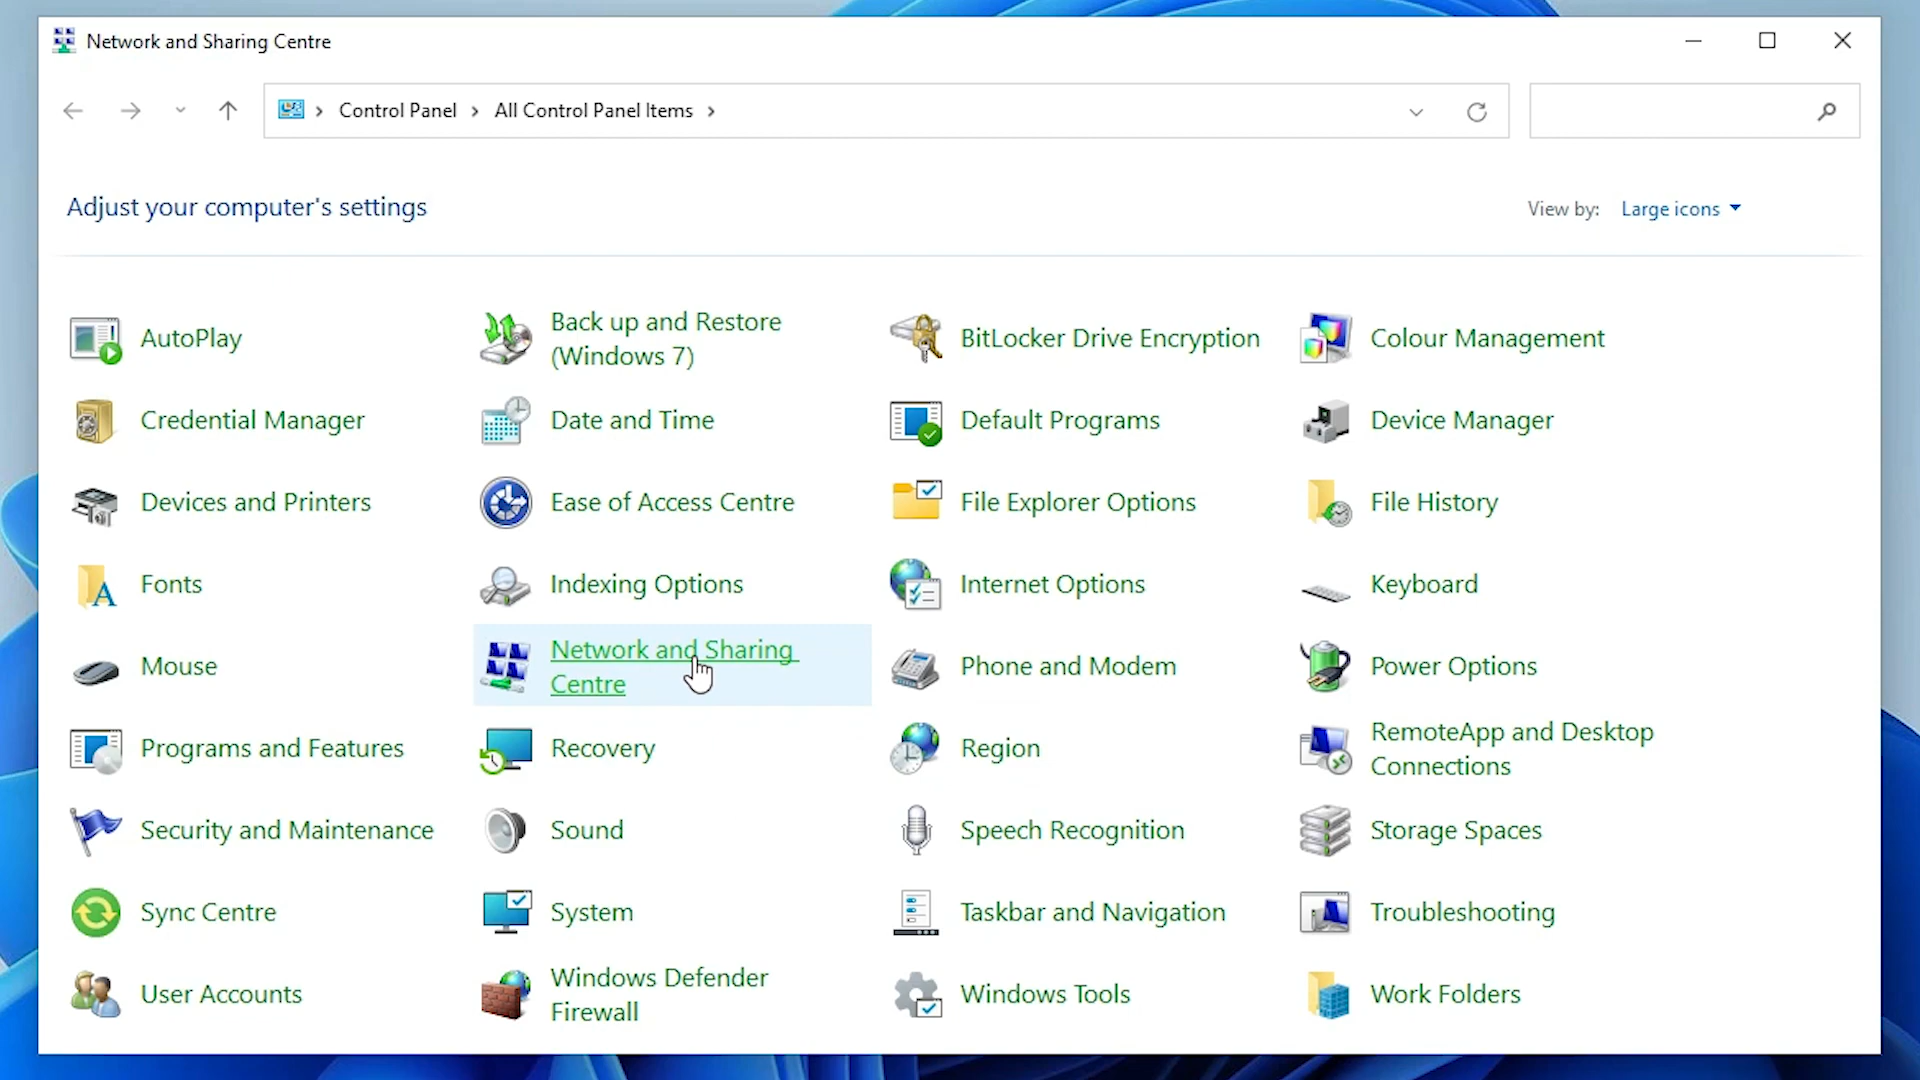 Network and Sharing Centre
Control Panel
All Control Panel Items
Adjust your computer's settings
View by: Large icons
AutoPlay
Back up and Restore
(Windows 7)
BitLocker Drive Encryption
Colour Management
Credential Manager
Date and Time
Default Programs
Device Manager
Devices and Printers
Ease of Access Centre
File Explorer Options
File History
Fonts
Indexing Options
Internet Options
Keyboard
Mouse
Network and Sharing
Centre
Phone and Modem
Power Options
Programs and Features
Recovery
Region
RemoteApp and Desktop
Connections
Security and Maintenance
Sound
Speech Recognition
Storage Spaces
Sync Centre
System
Taskbar and Navigation
Troubleshooting
User Accounts
Windows Defender
Firewall
Windows Tools
Work Folders